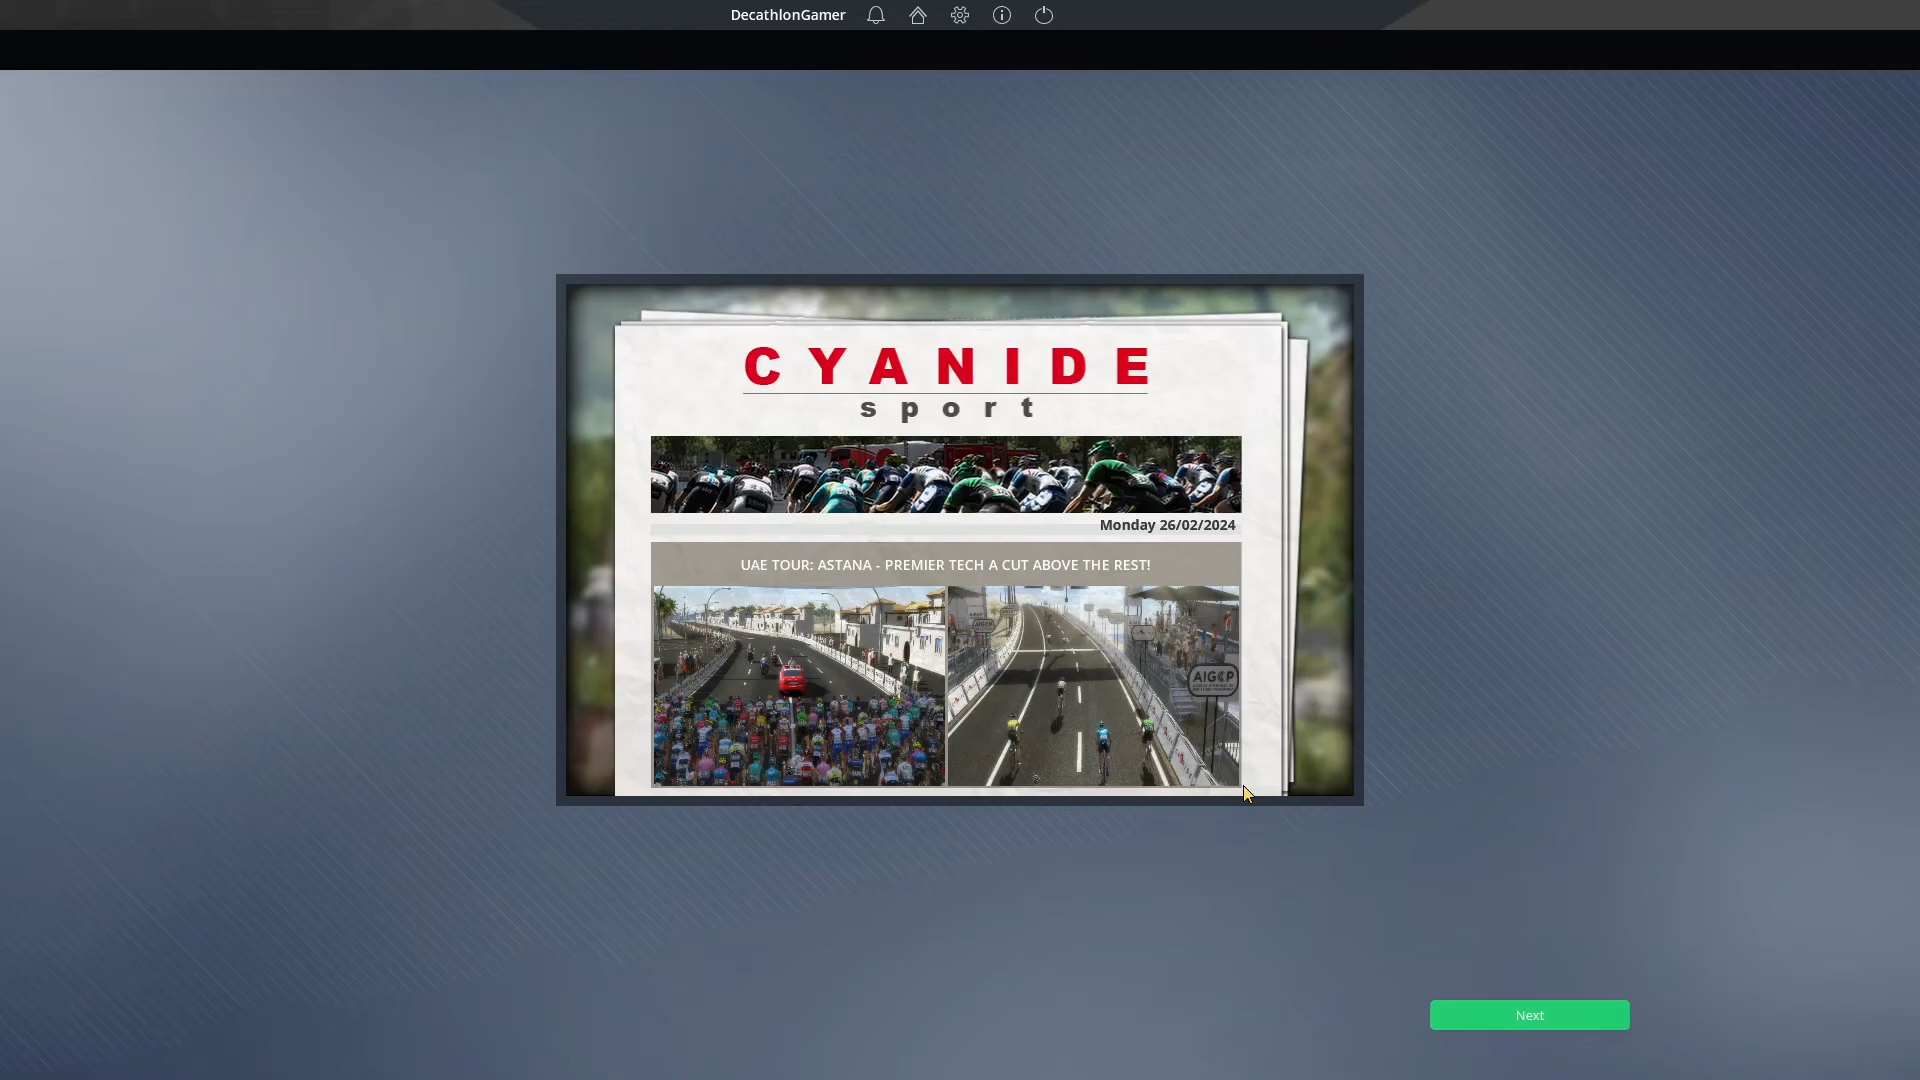 DecathlonGamer
CYANIDE
sport
Monday 26/02/2024
UAE TOUR: ASTANA - PREMIER TECH A CUT ABOVE THE REST!
AIGCP
Next